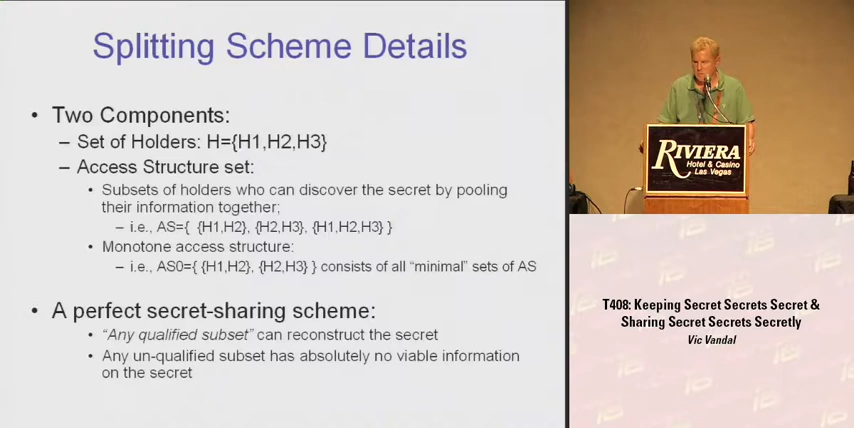 Splitting Scheme Details
• Two Components:
– Set of Holders: H={H1,H2,H3}
– Access Structure set:
• Subsets of holders who can discover the secret by pooling
their information together;
– i.e., AS={ {H1,H2}, {H2,H3}, {H1,H2,H3} }
• Monotone access structure:
– i.e., AS0={ {H1,H2}, {H2,H3} } consists of all “minimal” sets of AS
• A perfect secret-sharing scheme:
• “Any qualified subset” can reconstruct the secret
• Any un-qualified subset has absolutely no viable information
on the secret
RIVIERA
Hotel & Casino
Las Vegas
T408: Keeping Secret Secrets Secret &
Sharing Secret Secrets Secretly
Vic Vandal